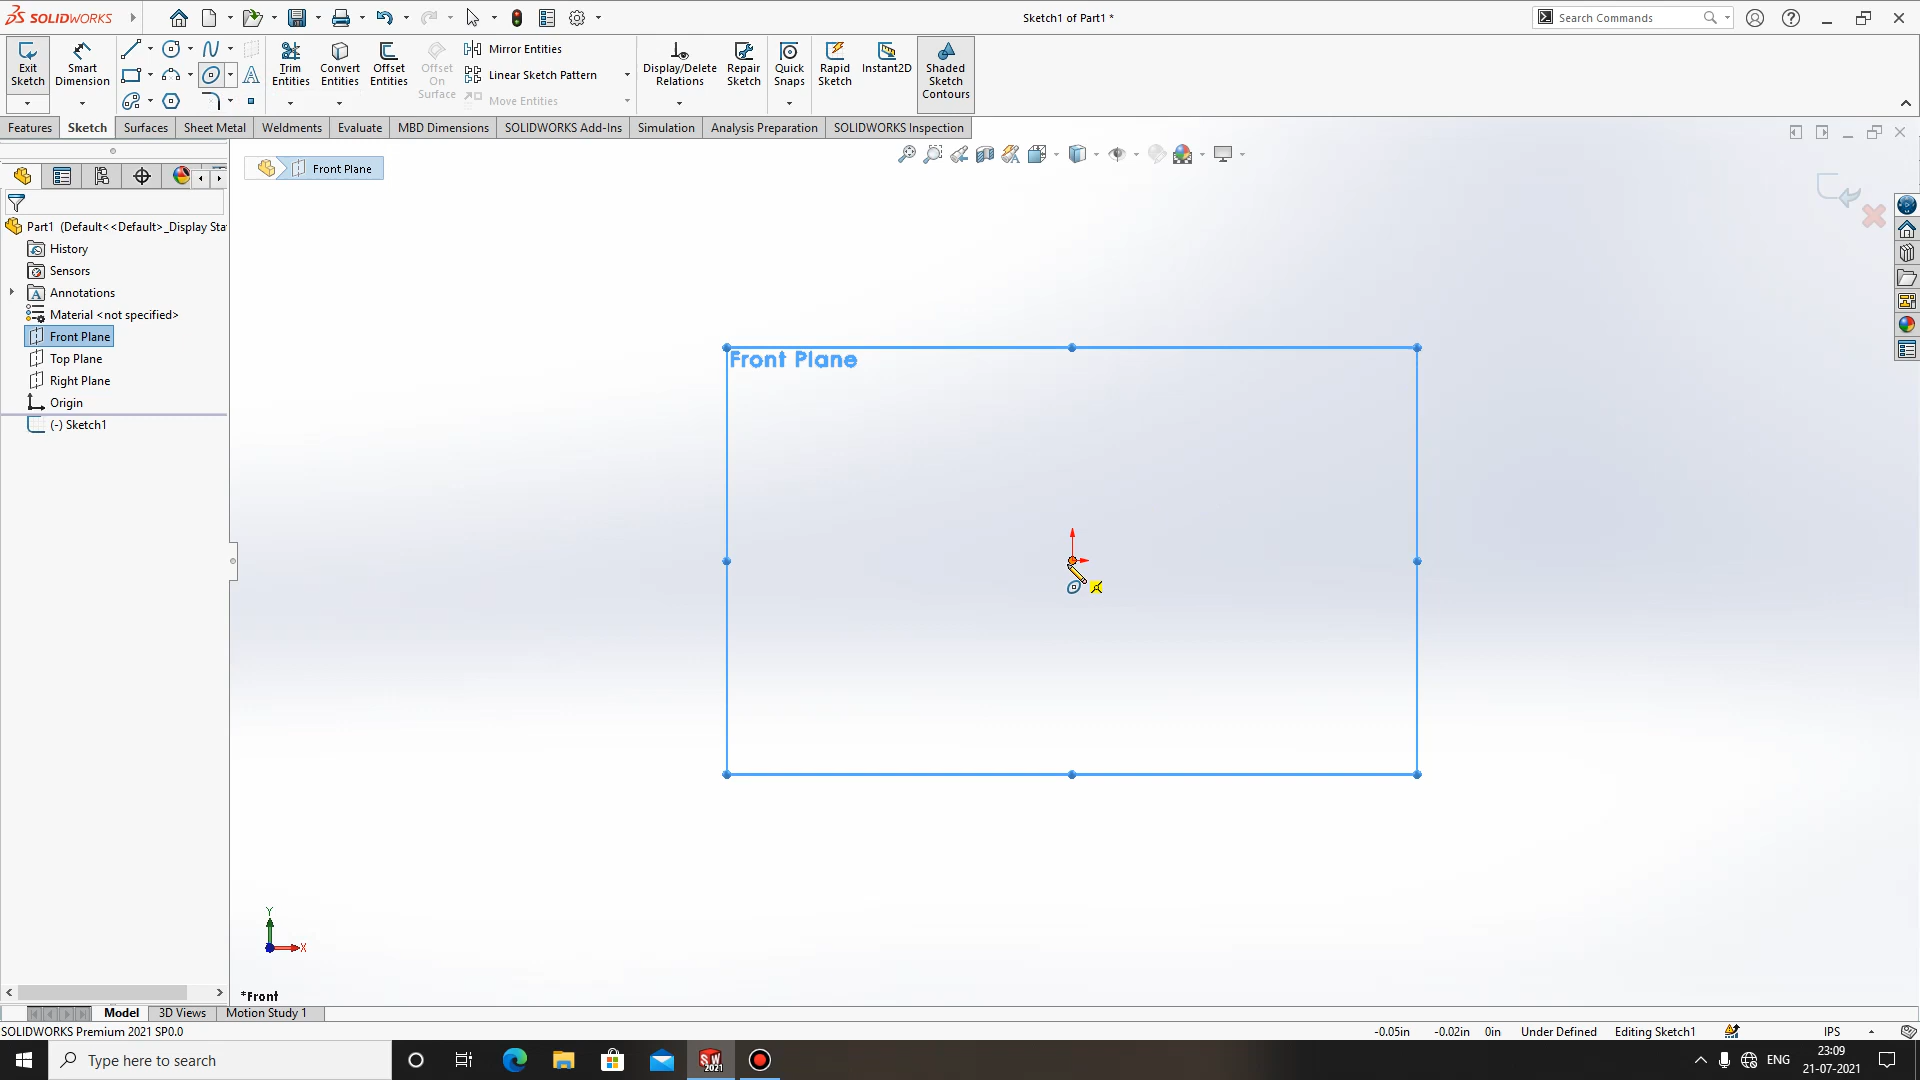 SOLIDWORKS
Sketch1 of Part1 *
Search Commands
Exit Sketch
Smart Dimension
Trim Entities
Convert Entities
Offset Entities
Offset On Surface
Mirror Entities
Linear Sketch Pattern
Move Entities
Display/Delete Relations
Repair Sketch
Quick Snaps
Rapid Sketch
Instant2D
Shaded Sketch Contours
Features
Sketch
Surfaces
Sheet Metal
Weldments
Evaluate
MBD Dimensions
SOLIDWORKS Add-Ins
Simulation
Analysis Preparation
SOLIDWORKS Inspection
Front Plane
Part1 (Default<<Default>_Display Sta
History
Sensors
Annotations
Material <not specified>
Front Plane
Top Plane
Right Plane
Origin
(-) Sketch1
Front Plane
Y
X
*Front
Model
3D Views
Motion Study 1
SOLIDWORKS Premium 2021 SP0.0
-0.05in
-0.02in
0in
Under Defined
Editing Sketch1
IPS
Type here to search
SW 2021
ENG
23:09
21-07-2021